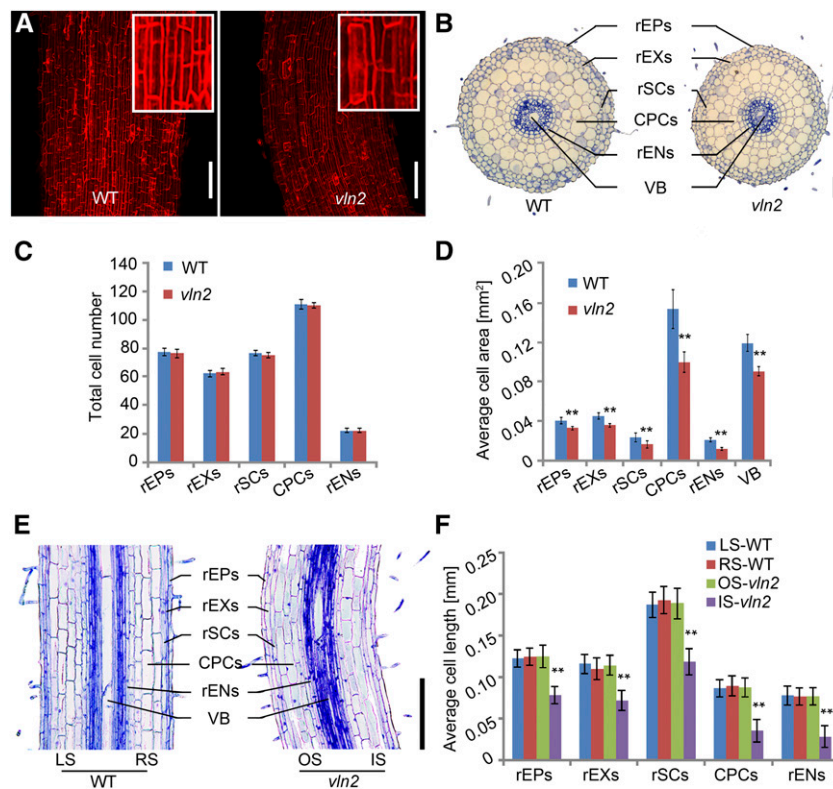 A
WT
vln2
B
rEPs
rEXs
rSCs
CPCs
rENs
VB
WT
vln2
C
Total cell number
140
120
100
80
60
40
20
0
WT
vln2
rEPs
rEXs
rSCs
CPCs
rENs
D
Average cell area [mm²]
0.20
0.16
0.12
0.08
0.04
0
WT
vln2
**
**
**
**
**
**
rEPs
rEXs
rSCs
CPCs
rENs
VB
E
rEPs
rEXs
rSCs
CPCs
rENs
VB
LS RS
WT
OS IS
vln2
F
Average cell length [mm]
0.25
0.20
0.15
0.10
0.05
0.00
LS-WT
RS-WT
OS-vln2
IS-vln2
**
**
**
**
**
rEPs
rEXs
rSCs
CPCs
rENs